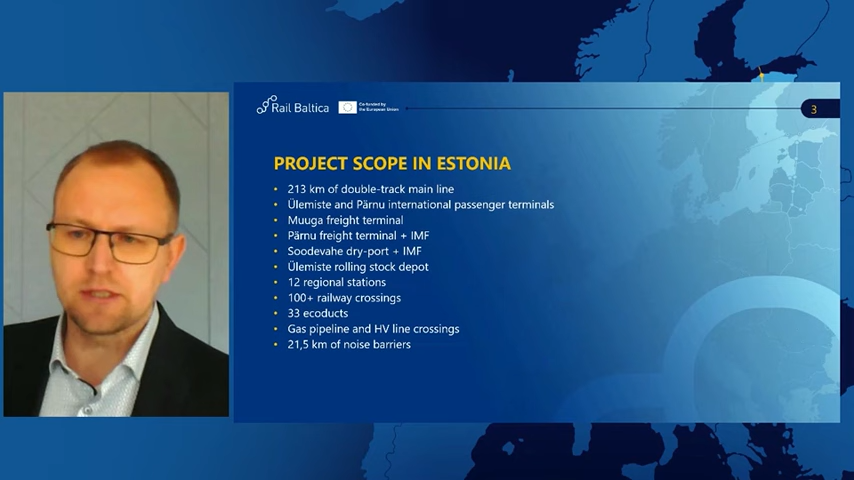 Rail Baltica
Co-funded by
the European Union
3
PROJECT SCOPE IN ESTONIA
• 213 km of double-track main line
• Ülemiste and Pärnu international passenger terminals
• Muuga freight terminal
• Pärnu freight terminal + IMF
• Soodevahe dry-port + IMF
• Ülemiste rolling stock depot
• 12 regional stations
• 100+ railway crossings
• 33 ecoducts
• Gas pipeline and HV line crossings
• 21,5 km of noise barriers